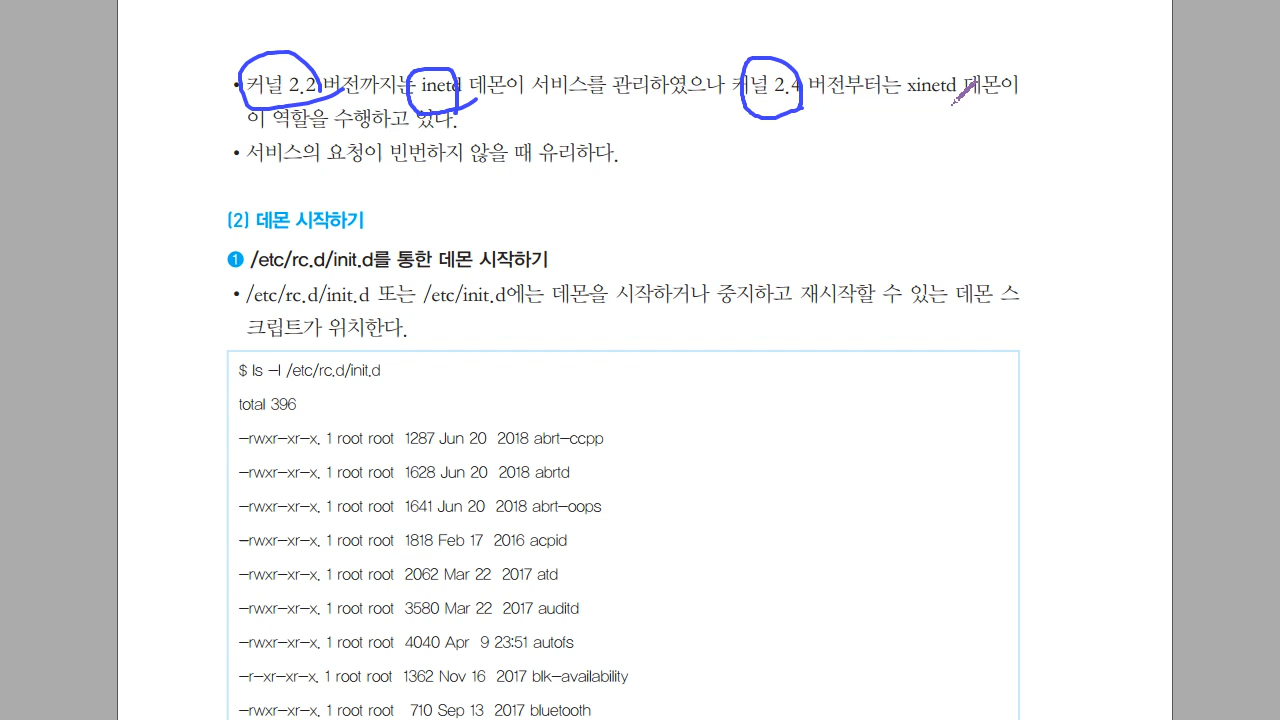 • 커널 2.2 버전까지는 inetd 데몬이 서비스를 관리하였으나 커널 2.4 버전부터는 xinetd 데몬이
이 역할을 수행하고 있다.
• 서비스의 요청이 빈번하지 않을 때 유리하다.
(2) 데몬 시작하기
❶ /etc/rc.d/init.d를 통한 데몬 시작하기
• /etc/rc.d/init.d 또는 /etc/init.d에는 데몬을 시작하거나 중지하고 재시작할 수 있는 데몬 스
크립트가 위치한다.
$ ls -l /etc/rc.d/init.d
total 396
-rwxr-xr-x. 1 root root 1287 Jun 20 2018 abrt-ccpp
-rwxr-xr-x. 1 root root 1628 Jun 20 2018 abrtd
-rwxr-xr-x. 1 root root 1641 Jun 20 2018 abrt-oops
-rwxr-xr-x. 1 root root 1818 Feb 17 2016 acpid
-rwxr-xr-x. 1 root root 2062 Mar 22 2017 atd
-rwxr-xr-x. 1 root root 3580 Mar 22 2017 auditd
-rwxr-xr-x. 1 root root 4040 Apr 9 23:51 autofs
-r-xr-xr-x. 1 root root 1362 Nov 16 2017 blk-availability
-rwxr-xr-x. 1 root root 710 Sep 13 2017 bluetooth